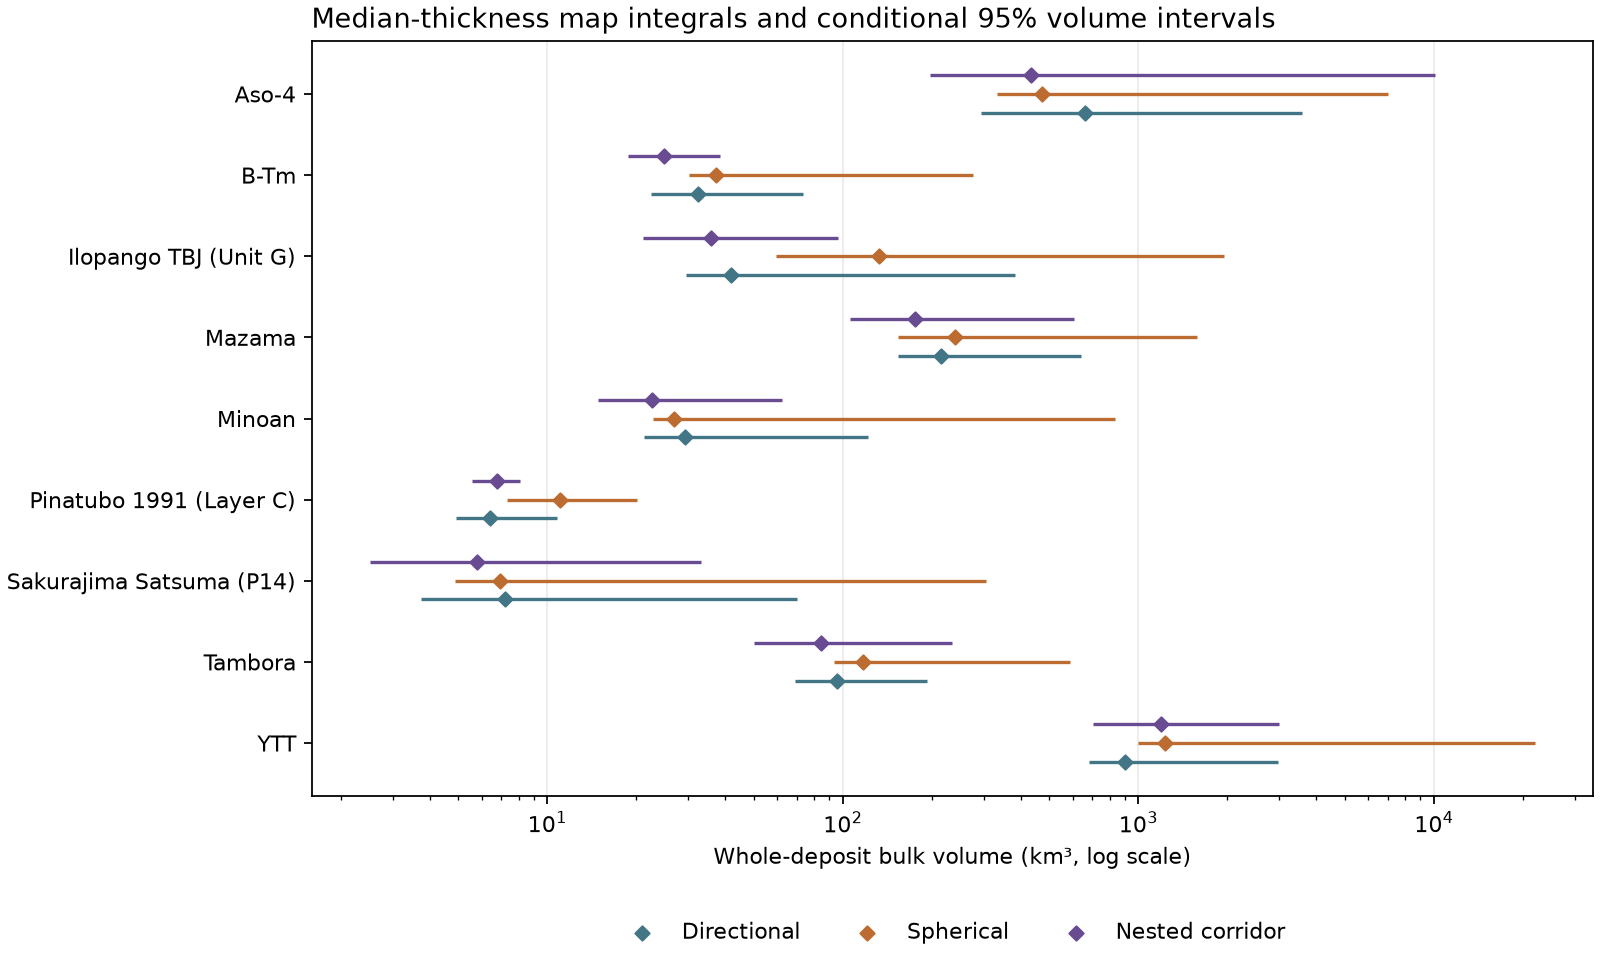 Median-thickness map integrals and conditional 95% volume intervals
Aso-4
B-Tm
Ilopango TBJ (Unit G)
Mazama
Minoan
Pinatubo 1991 (Layer C)
Sakurajima Satsuma (P14)
Tambora
YTT
10¹ 10² 10³ 10⁴
Whole-deposit bulk volume (km³, log scale)
Directional Spherical Nested corridor